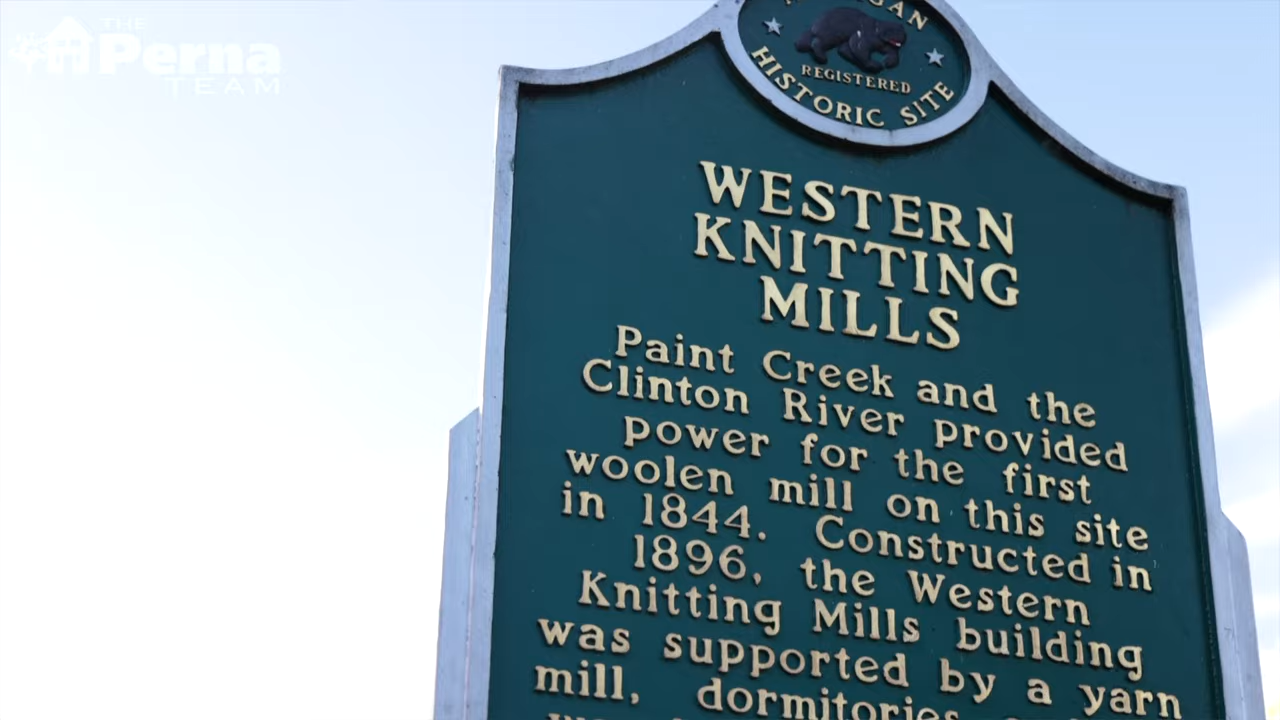 THE
Perna
TEAM
REGISTERED
HISTORIC SITE
WESTERN
KNITTING
MILLS
Paint Creek and the
Clinton River provided
power for the first
woolen mill on this site
in 1844. Constructed in
1896, the Western
Knitting Mills building
was supported by a yarn
mill, dormitories